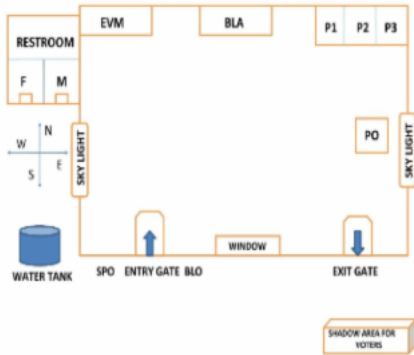 EVM
BLA
P1 P2 P3
RESTROOM
F M
PO
N
W
E
S
SKY LIGHT
SKY LIGHT
WINDOW
WATER TANK
SPO ENTRY GATE BLO
EXIT GATE
SHADOW AREA FOR
VOTERS